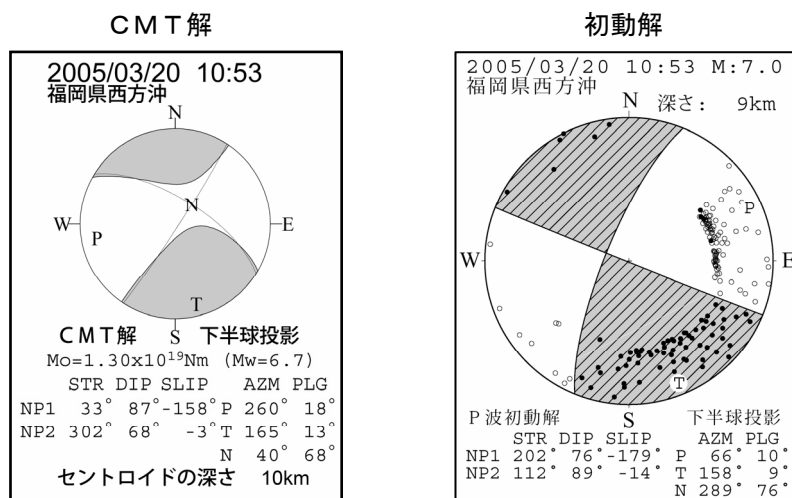 CMT解
2005/03/20 10:53
福岡県西方沖
N
N
W
E
P
T
CMT解 S 下半球投影
Mo=1.30x10¹⁹Nm (Mw=6.7)
STR DIP SLIP AZM PLG
NP1 33° 87° -158° P 260° 18°
NP2 302° 68° -3° T 165° 13°
N 40° 68°
セントロイドの深さ 10km
初動解
2005/03/20 10:53 M:7.0
福岡県西方沖
N 深さ: 9km
P
W
E
T
P波初動解 S 下半球投影
STR DIP SLIP AZM PLG
NP1 202° 76° -179° P 66° 10°
NP2 112° 89° -14° T 158° 9°
N 289° 76°